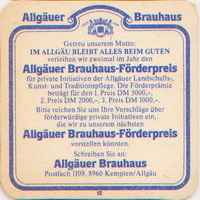 Allgäuer Brauhaus
Getreu unserem Motto:
IM ALLGÄU BLEIBT ALLES BEIM GUTEN
verleihen wir zweimal im Jahr den
Allgäuer Brauhaus-Förderpreis
für private Initiativen der Allgäuer Landschafts-,
Kunst- und Traditionspflege. Die Förderprämie
beträgt für den 1. Preis DM 5000,-,
2. Preis DM 2000,-, 3. Preis DM 1000,-.
Bitte reichen Sie uns Ihre Vorschläge über
förderwürdige private Initiativen ein,
die wir zu unserem nächsten
Allgäuer Brauhaus-Förderpreis
vorstellen könnten.
Schreiben Sie an:
Allgäuer Brauhaus
Postfach 1109, 8960 Kempten/Allgäu